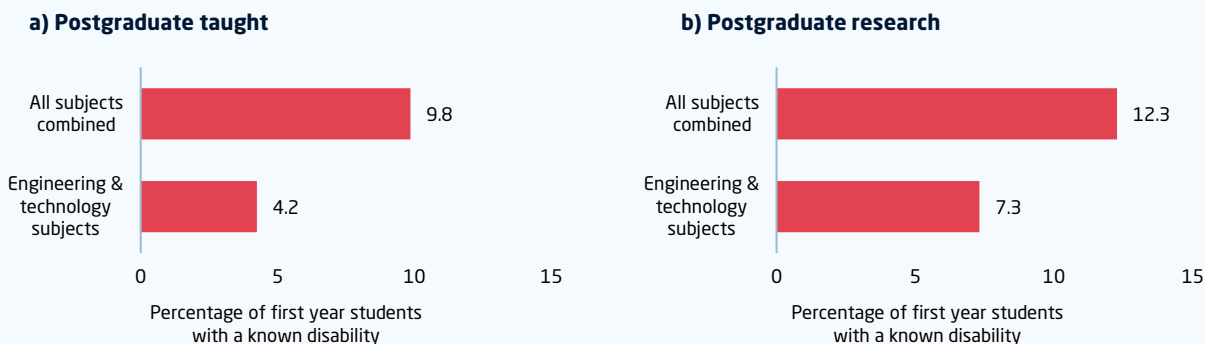 a) Postgraduate taught
All subjects
combined
9.8
Engineering &
technology
subjects
4.2
0 5 10 15
Percentage of first year students
with a known disability
b) Postgraduate research
All subjects
combined
12.3
Engineering &
technology
subjects
7.3
0 5 10 15
Percentage of first year students
with a known disability